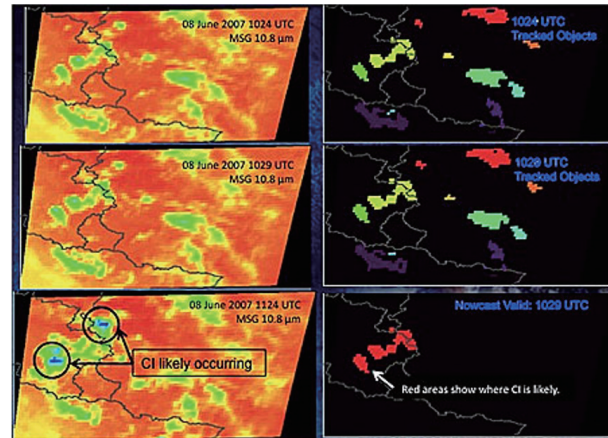 08 June 2007 1024 UTC
MSG 10.8 µm
1024 UTC
Tracked Objects
08 June 2007 1029 UTC
MSG 10.8 µm
1029 UTC
Tracked Objects
08 June 2007 1124 UTC
MSG 10.8 µm
CI likely occurring
Nowcast Valid: 1029 UTC
Red areas show where CI is likely.